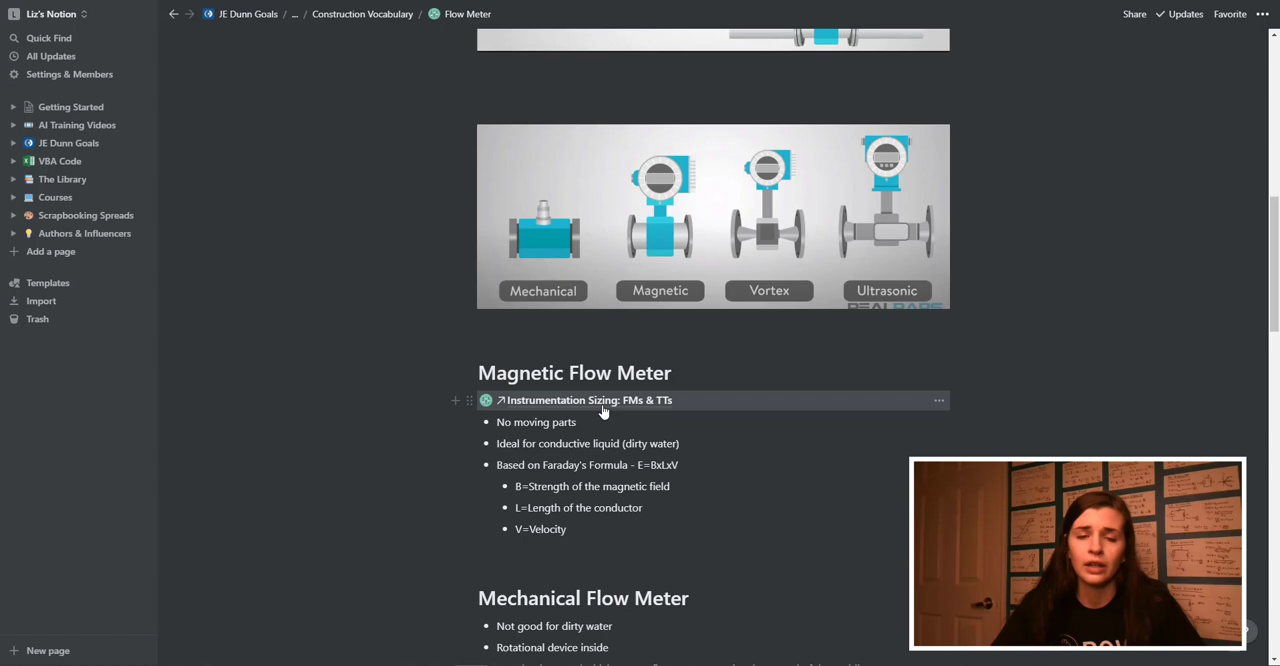 Liz's Notion
JE Dunn Goals / ... / Construction Vocabulary / Flow Meter
Share Updates Favorite
Quick Find
All Updates
Settings & Members
Getting Started
AI Training Videos
JE Dunn Goals
VBA Code
The Library
Courses
Scrapbooking Spreads
Authors & Influencers
Add a page
Templates
Import
Trash
New page
Mechanical Magnetic Vortex Ultrasonic
REALPARS
Magnetic Flow Meter
Instrumentation Sizing: FMs & TTs
No moving parts
Ideal for conductive liquid (dirty water)
Based on Faraday's Formula - E=BxLxV
B=Strength of the magnetic field
L=Length of the conductor
V=Velocity
Mechanical Flow Meter
Not good for dirty water
Rotational device inside